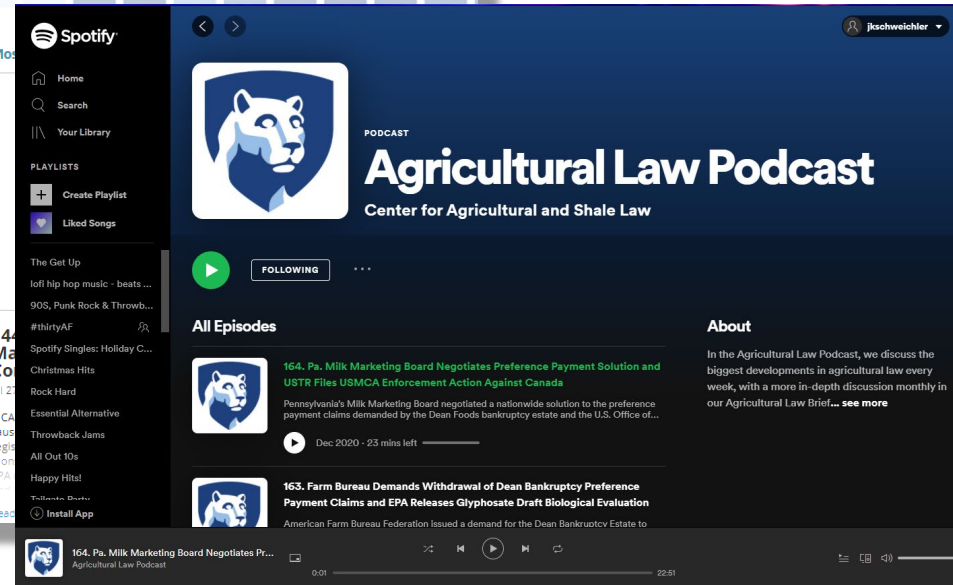 Spotify
Home
Search
Your Library
PLAYLISTS
Create Playlist
Liked Songs
The Get Up
lofi hip hop music - beats ...
90S, Punk Rock & Throwb...
#thirtyAF
Spotify Singles: Holiday C...
Christmas Hits
Rock Hard
Essential Alternative
Throwback Jams
All Out 10s
Happy Hits!
Tailgate Party
Install App
jkschweichler
PODCAST
Agricultural Law Podcast
Center for Agricultural and Shale Law
FOLLOWING
All Episodes
164. Pa. Milk Marketing Board Negotiates Preference Payment Solution and
USTR Files USMCA Enforcement Action Against Canada
Pennsylvania's Milk Marketing Board negotiated a nationwide solution to the preference
payment claims demanded by the Dean Foods bankruptcy estate and the U.S. Office of...
Dec 2020 · 23 mins left
163. Farm Bureau Demands Withdrawal of Dean Bankruptcy Preference
Payment Claims and EPA Releases Glyphosate Draft Biological Evaluation
American Farm Bureau Federation issued a demand for the Dean Bankruptcy Estate to
About
In the Agricultural Law Podcast, we discuss the
biggest developments in agricultural law every
week, with a more in-depth discussion monthly in
our Agricultural Law Brief... see more
164. Pa. Milk Marketing Board Negotiates Pr...
Agricultural Law Podcast
0:01
22:51